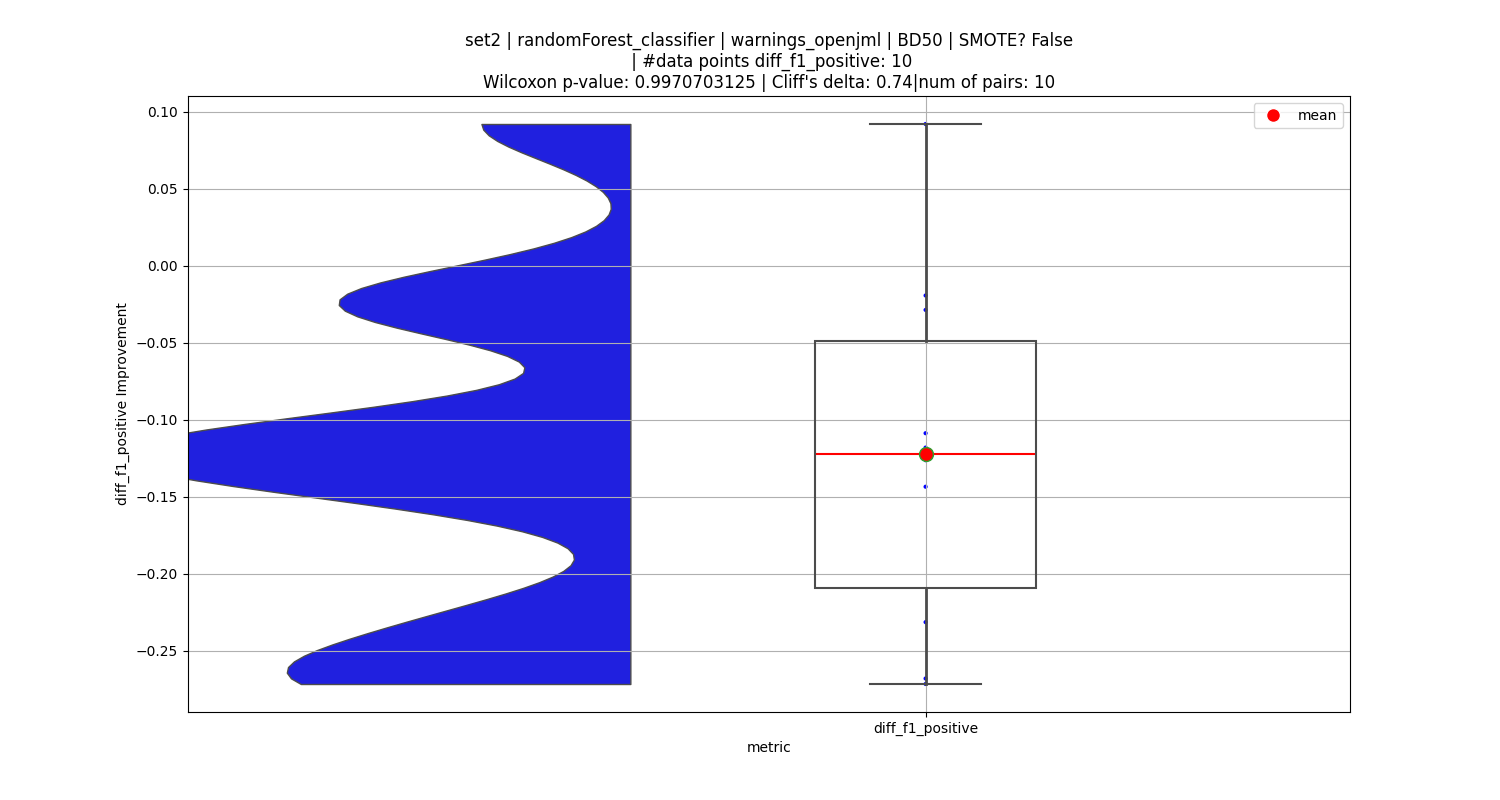 set2 | randomForest_classifier | warnings_openjml | BD50 | SMOTE? False
| #data points diff_f1_positive: 10
Wilcoxon p-value: 0.9970703125 | Cliff's delta: 0.74|num of pairs: 10
mean
0.10
0.05
0.00
−0.05
−0.10
−0.15
−0.20
−0.25
diff_f1_positive Improvement
diff_f1_positive
metric